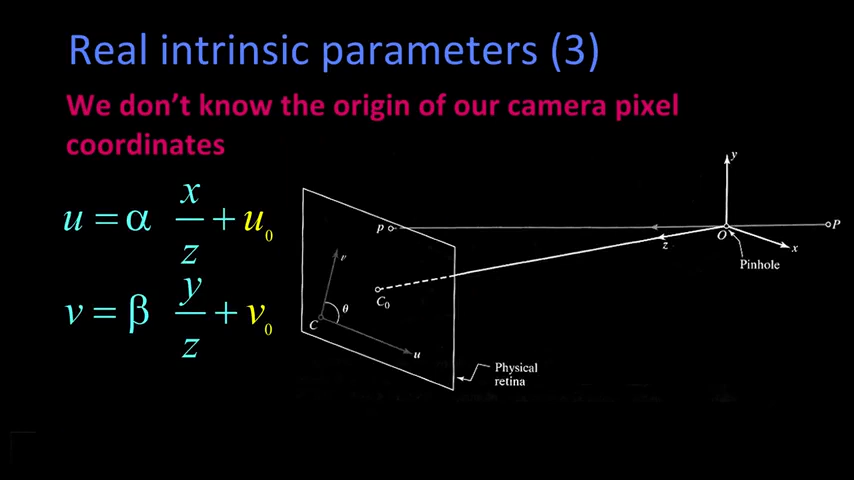 Real intrinsic parameters (3)
We don't know the origin of our camera pixel
coordinates
u = α x/z + u₀
v = β y/z + v₀
y
P
p
O
x
z
Pinhole
v
C₀
θ
C
u
Physical
retina